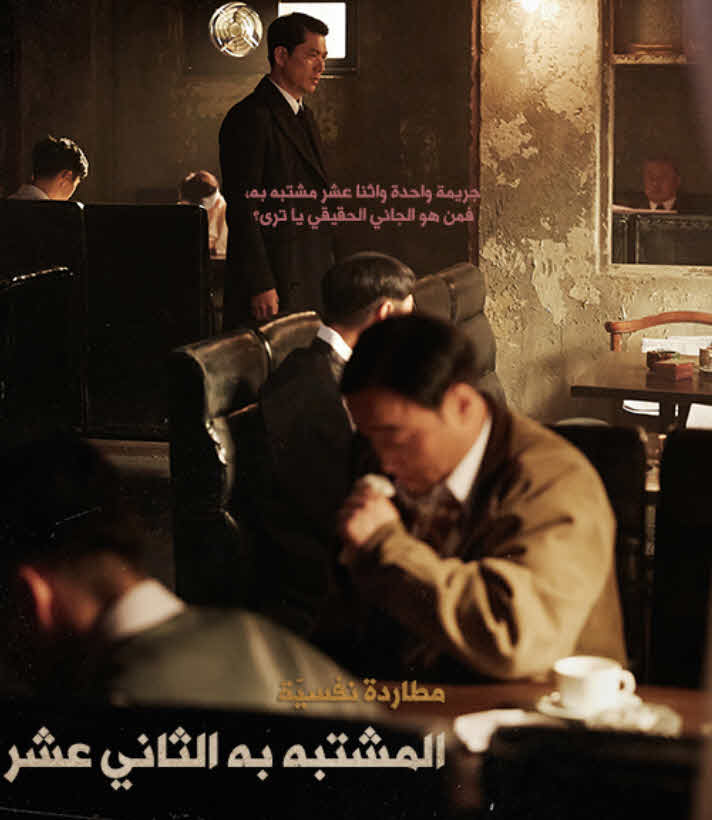 جريمة واحدة واثنا عشر مشتبه به،
فمن هو الجاني الحقيقي يا ترى؟
مطاردة نفسيّة
المشتبه به الثاني عشر